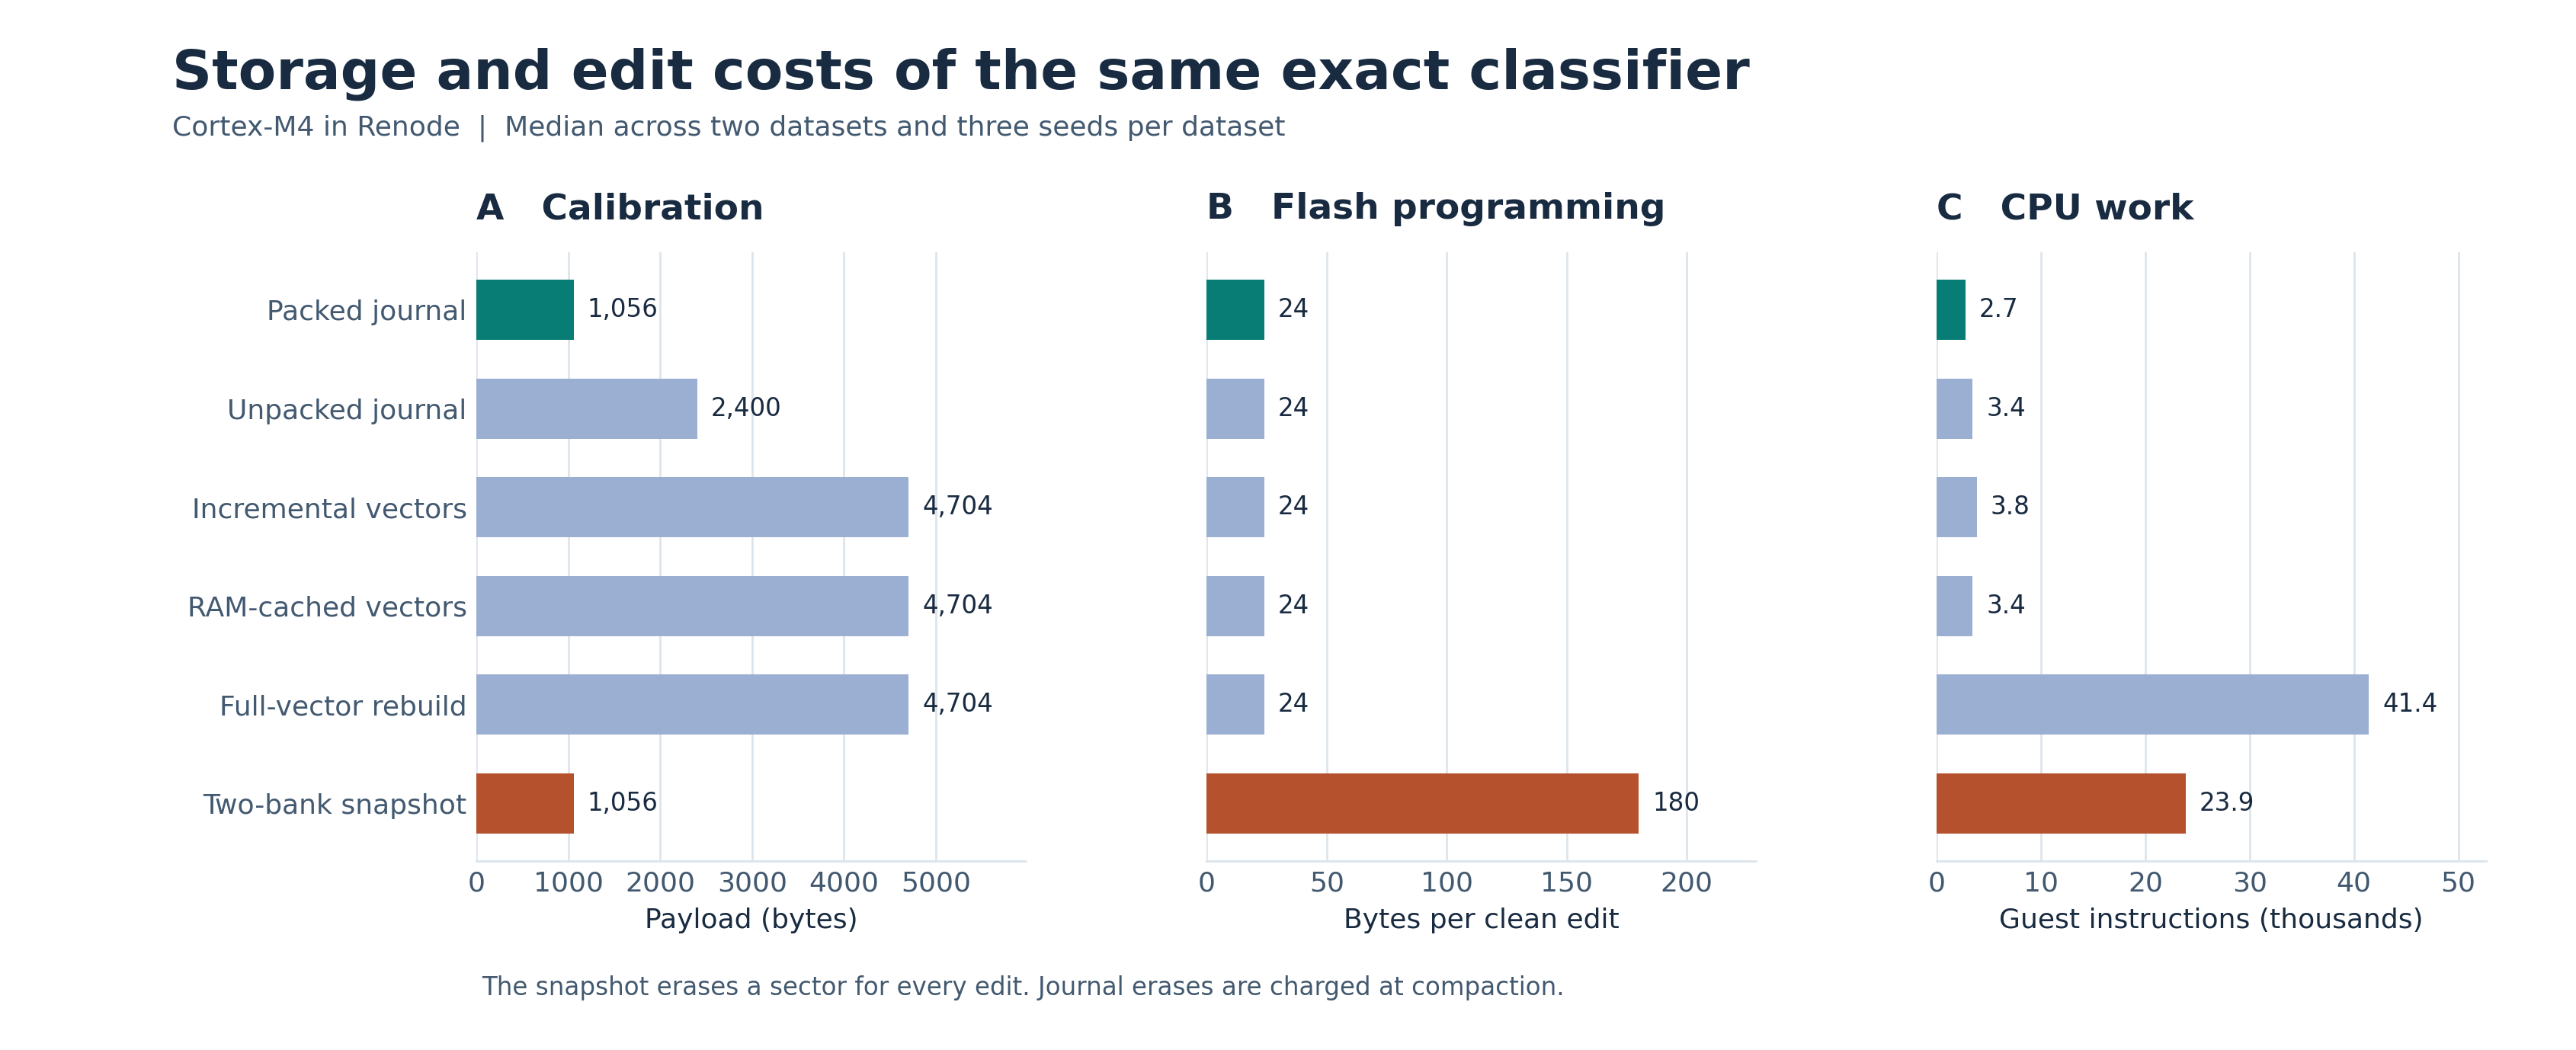 Storage and edit costs of the same exact classifier
Cortex-M4 in Renode | Median across two datasets and three seeds per dataset
A Calibration
Packed journal 1,056
Unpacked journal 2,400
Incremental vectors 4,704
RAM-cached vectors 4,704
Full-vector rebuild 4,704
Two-bank snapshot 1,056
0 1000 2000 3000 4000 5000
Payload (bytes)
B Flash programming
24
24
24
24
24
180
0 50 100 150 200
Bytes per clean edit
C CPU work
2.7
3.4
3.8
3.4
41.4
23.9
0 10 20 30 40 50
Guest instructions (thousands)
The snapshot erases a sector for every edit. Journal erases are charged at compaction.